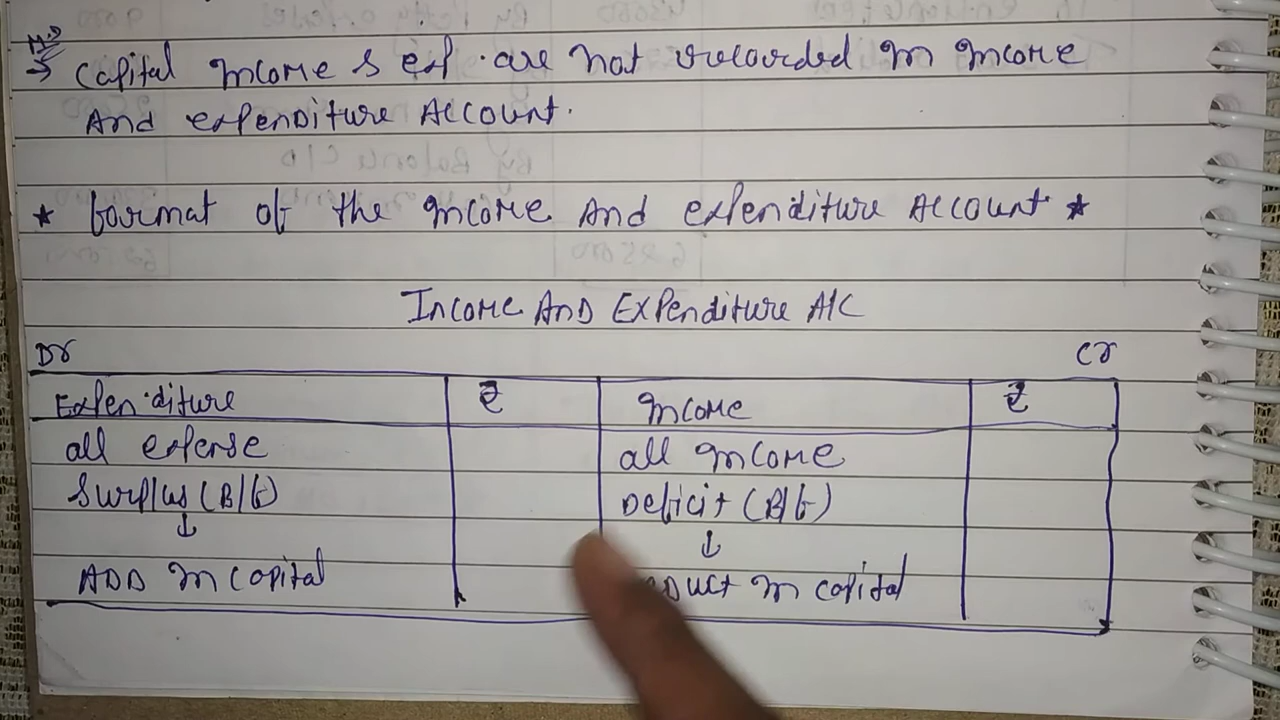 → Capital income & exp. are not recorded in income
And expenditure Account.
* format of the income And expenditure Account *
Income And Expenditure A/C
Dr Cr
Expenditure ₹ income ₹
all expense all income
Surplus (B/f) Deficit (B/f)
↓ ↓
ADD in capital in capital